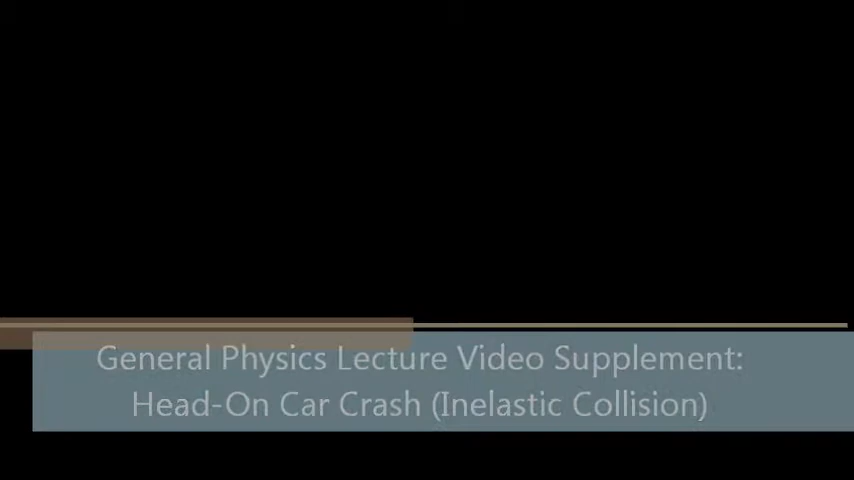 General Physics Lecture Video Supplement:
Head-On Car Crash (Inelastic Collision)